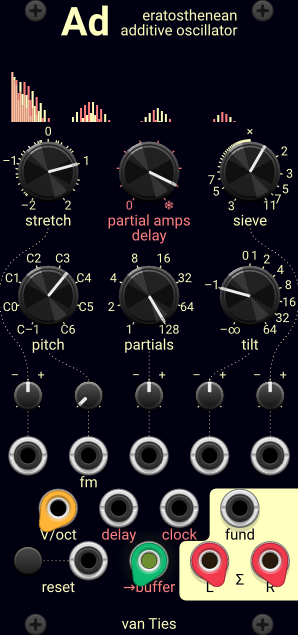 Ad
eratosthenean
additive oscillator
0
−1 1
−2 2
stretch
0 ❄
partial amps
delay
×
2
3
5
7 7
5
3 11
sieve
C2 C3
C1 C4
C0 C5
C−1 C6
pitch
8 16
4 32
2 64
1 128
partials
0 1 2
−1 4
8
16
32
−∞ 64
tilt
− + − + − + − +
fm
V/oct delay clock fund
reset →buffer L Σ R
van Ties